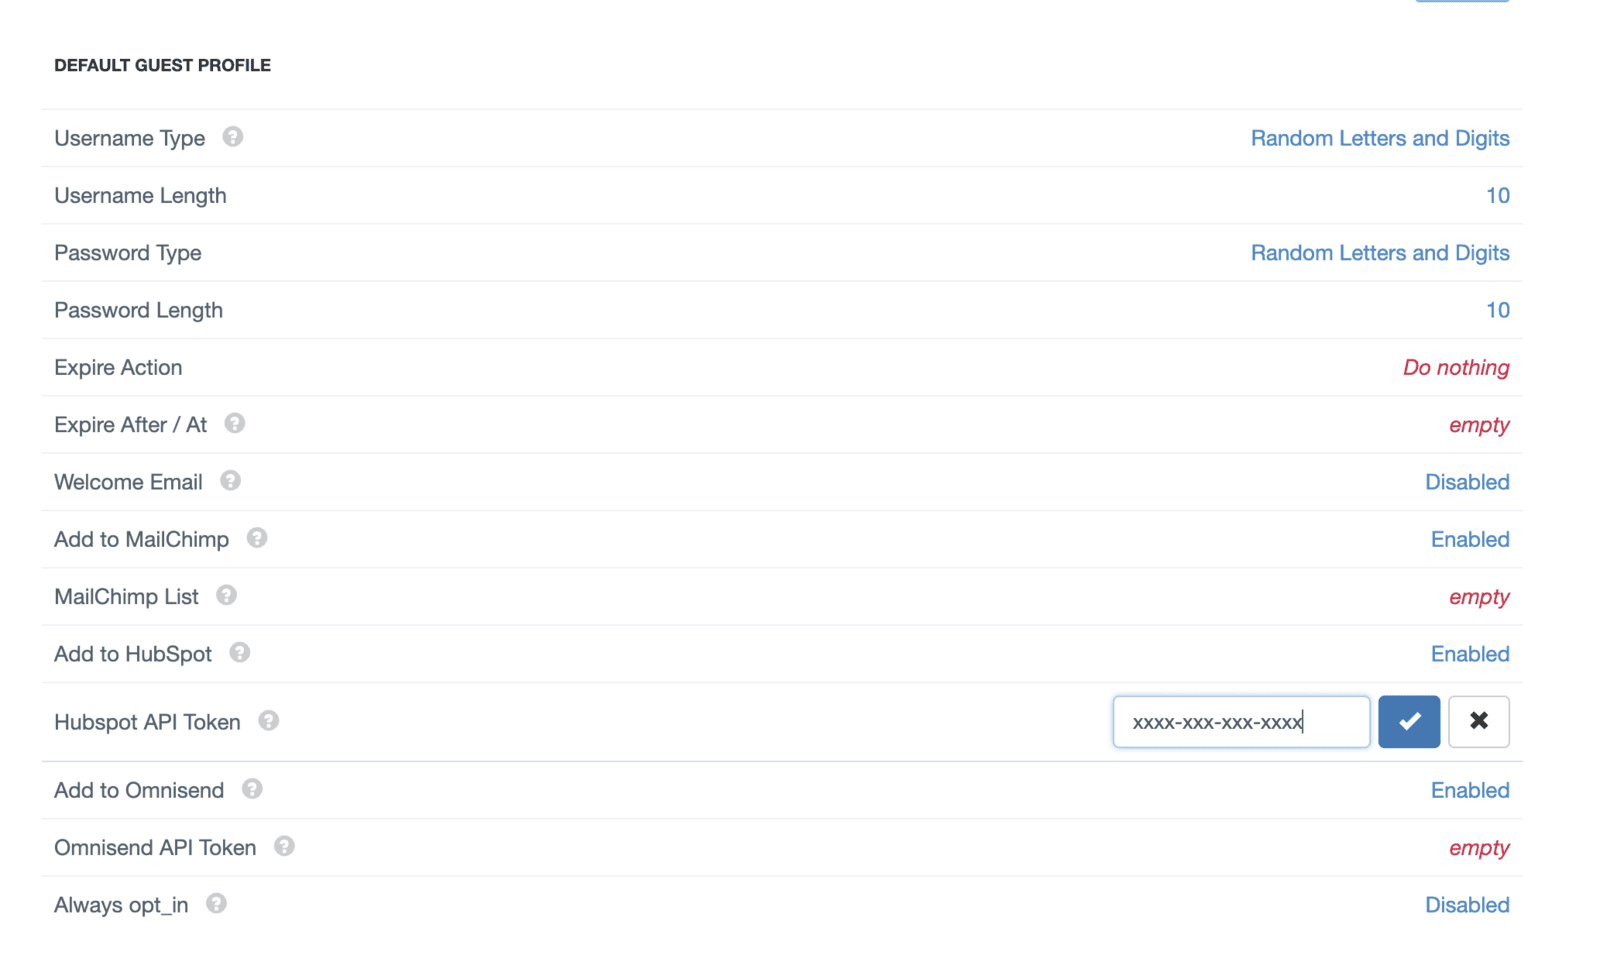 DEFAULT GUEST PROFILE
Username Type ? Random Letters and Digits
Username Length 10
Password Type Random Letters and Digits
Password Length 10
Expire Action Do nothing
Expire After / At ? empty
Welcome Email ? Disabled
Add to MailChimp ? Enabled
MailChimp List ? empty
Add to HubSpot ? Enabled
Hubspot API Token ? xxxx-xxx-xxx-xxxx
Add to Omnisend ? Enabled
Omnisend API Token ? empty
Always opt_in ? Disabled